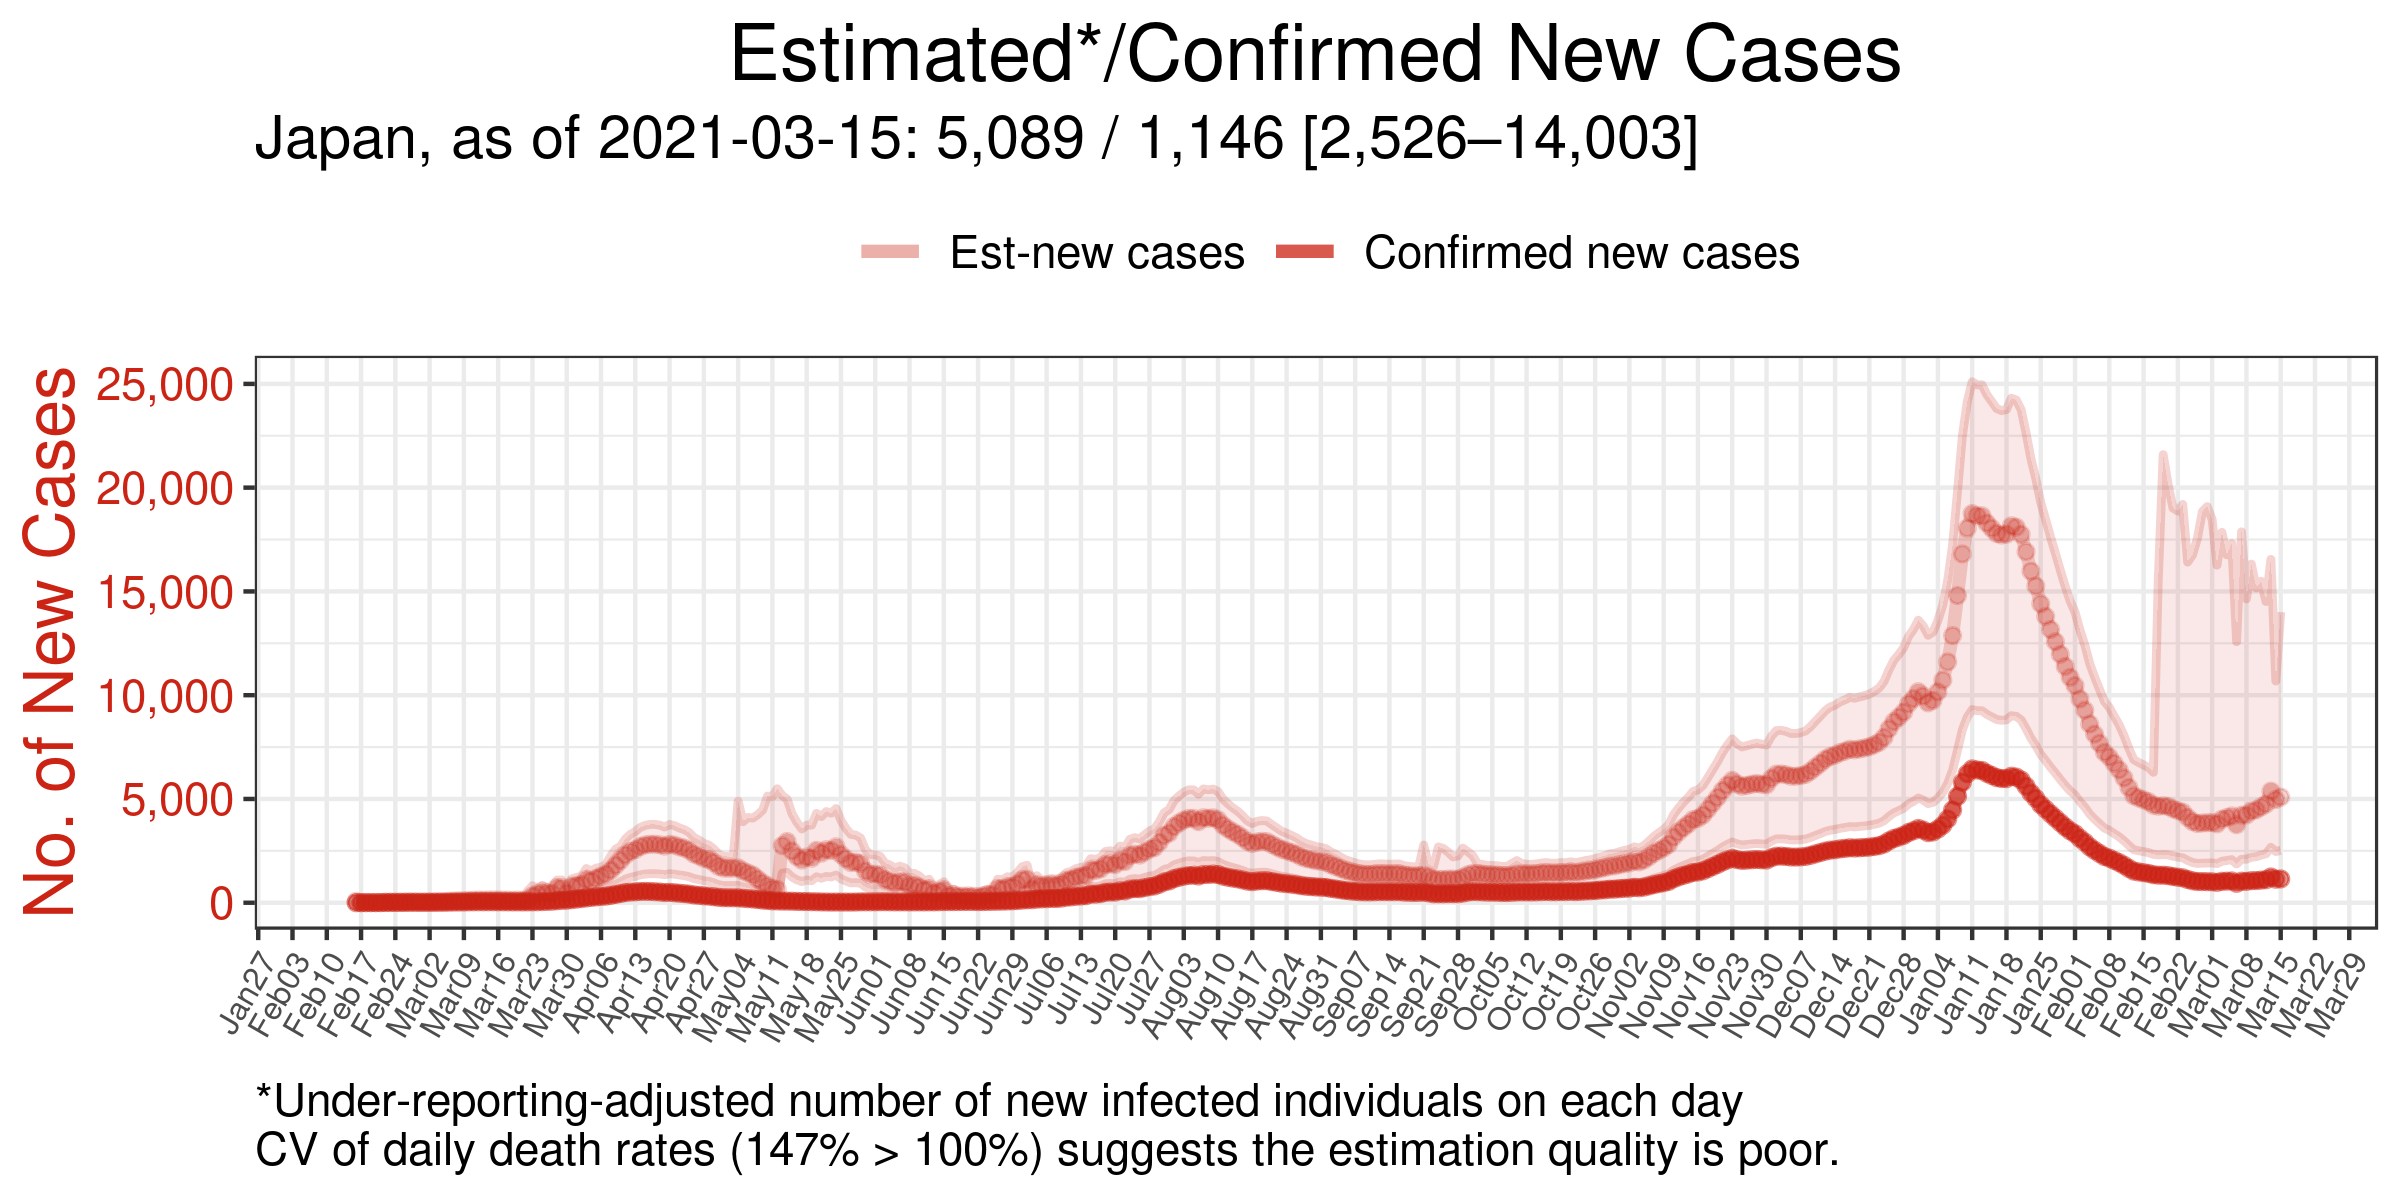 Estimated*/Confirmed New Cases
Japan, as of 2021-03-15: 5,089 / 1,146 [2,526–14,003]
Est-new cases Confirmed new cases
No. of New Cases
25,000
20,000
15,000
10,000
5,000
0
Jan27 Feb03 Feb10 Feb17 Feb24 Mar02 Mar09 Mar16 Mar23 Mar30 Apr06 Apr13 Apr20 Apr27 May04 May11 May18 May25 Jun01 Jun08 Jun15 Jun22 Jun29 Jul06 Jul13 Jul20 Jul27 Aug03 Aug10 Aug17 Aug24 Aug31 Sep07 Sep14 Sep21 Sep28 Oct05 Oct12 Oct19 Oct26 Nov02 Nov09 Nov16 Nov23 Nov30 Dec07 Dec14 Dec21 Dec28 Jan04 Jan11 Jan18 Jan25 Feb01 Feb08 Feb15 Feb22 Mar01 Mar08 Mar15 Mar22 Mar29
*Under-reporting-adjusted number of new infected individuals on each day
CV of daily death rates (147% > 100%) suggests the estimation quality is poor.